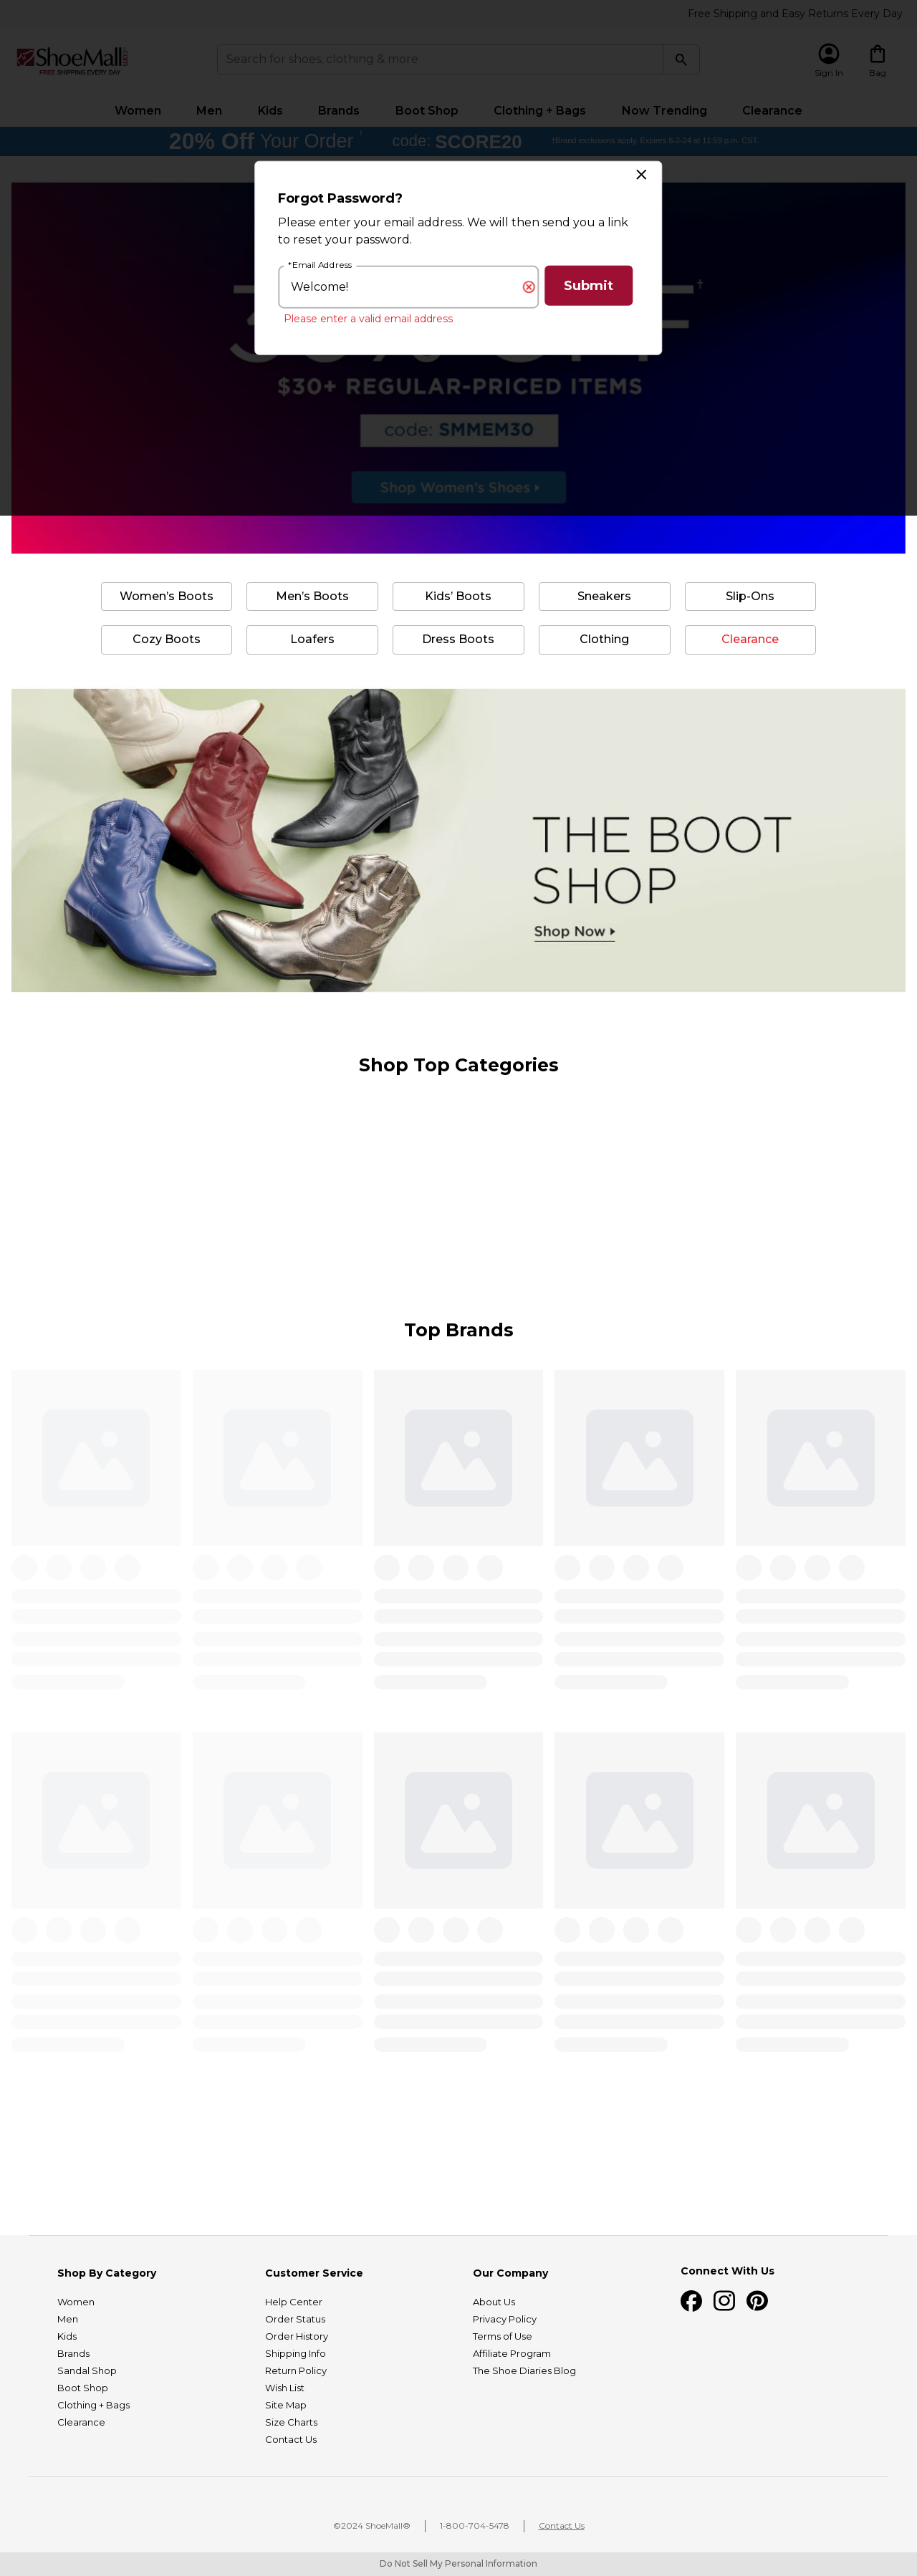 Free Shipping and Easy Returns Every Day
ShoeMall
FREE SHIPPING EVERY DAY
Search for shoes, clothing & more
Sign In
Bag
Women Men Kids Brands Boot Shop Clothing + Bags Now Trending Clearance
20% Off Your Order † code: SCORE20 †Brand exclusions apply. Expires 8-2-24 at 11:59 p.m. CST.
Forgot Password?
Please enter your email address. We will then send you a link
to reset your password.
*Email Address
Welcome!
Submit
Please enter a valid email address
†
$30+ REGULAR-PRICED ITEMS
code: SMMEM30
Shop Women's Shoes
Women's Boots Men's Boots Kids' Boots Sneakers Slip-Ons
Cozy Boots Loafers Dress Boots Clothing Clearance
THE BOOT
SHOP
Shop Now
Shop Top Categories
Top Brands
Shop By Category
Women
Men
Kids
Brands
Sandal Shop
Boot Shop
Clothing + Bags
Clearance
Customer Service
Help Center
Order Status
Order History
Shipping Info
Return Policy
Wish List
Site Map
Size Charts
Contact Us
Our Company
About Us
Privacy Policy
Terms of Use
Affiliate Program
The Shoe Diaries Blog
Connect With Us
©2024 ShoeMall® 1-800-704-5478 Contact Us
Do Not Sell My Personal Information